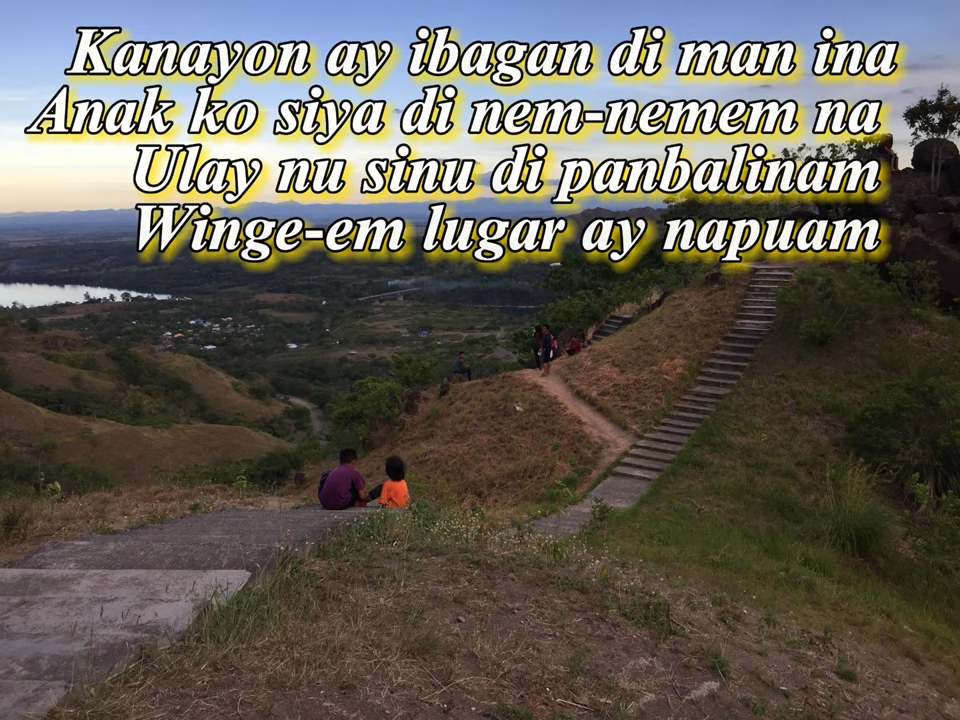 Kanayon ay ibagan di man ina
Anak ko siya di nem-nemem na
Ulay nu sinu di panbalinam
Winge-em lugar ay napuam